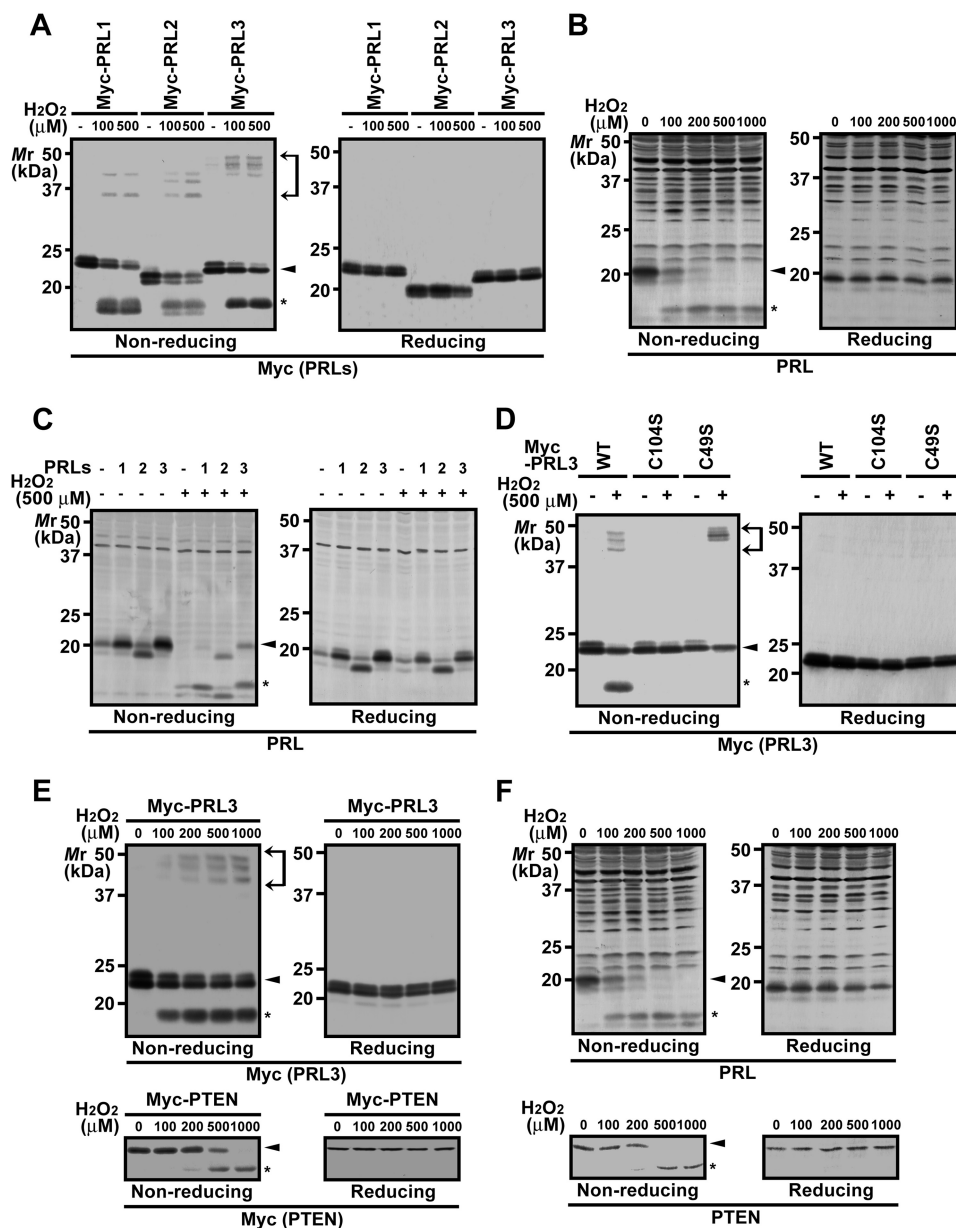 A
Myc-PRL1
Myc-PRL2
Myc-PRL3
H2O2
(μM) - 100 500 - 100 500 - 100 500
- 100 500 - 100 500 - 100 500
Mr
(kDa)
50
37
25
20
*
50
37
25
20
Non-reducing
Reducing
Myc (PRLs)
B
H2O2
(μM) 0 100 200 500 1000
0 100 200 500 1000
Mr
(kDa)
50
37
25
20
*
50
37
25
20
Non-reducing
Reducing
PRL
C
PRLs - 1 2 3 - 1 2 3
- 1 2 3 - 1 2 3
H2O2
(500 μM) - - - - + + + +
- - - - + + + +
Mr
(kDa)
50
37
25
20
*
50
37
25
20
Non-reducing
Reducing
PRL
D
Myc
-PRL3
WT
C104S
C49S
WT
C104S
C49S
H2O2
(500 μM) - + - + - +
- + - + - +
Mr
(kDa)
50
37
25
20
*
50
37
25
20
Non-reducing
Reducing
Myc (PRL3)
E
Myc-PRL3
Myc-PRL3
H2O2
(μM) 0 100 200 500 1000
0 100 200 500 1000
Mr
(kDa)
50
37
25
20
*
50
37
25
20
Non-reducing
Reducing
Myc (PRL3)
Myc-PTEN
Myc-PTEN
H2O2
(μM) 0 100 200 500 1000
0 100 200 500 1000
*
Non-reducing
Reducing
Myc (PTEN)
F
H2O2
(μM) 0 100 200 500 1000
0 100 200 500 1000
Mr
(kDa)
50
37
25
20
*
50
37
25
20
Non-reducing
Reducing
PRL
H2O2
(μM) 0 100 200 500 1000
0 100 200 500 1000
*
Non-reducing
Reducing
PTEN